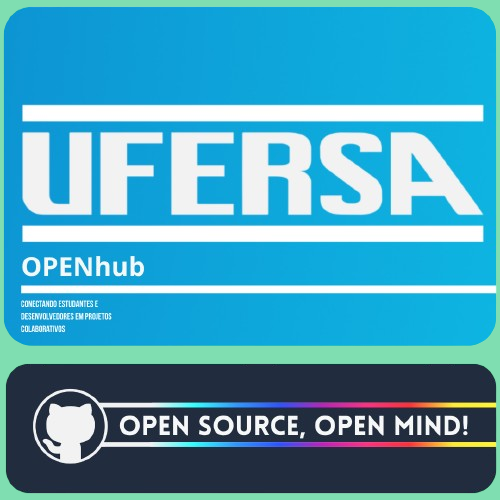 UFERSA
OPENhub
CONECTANDO ESTUDANTES E
DESENVOLVEDORES EM PROJETOS
COLABORATIVOS
OPEN SOURCE, OPEN MIND!